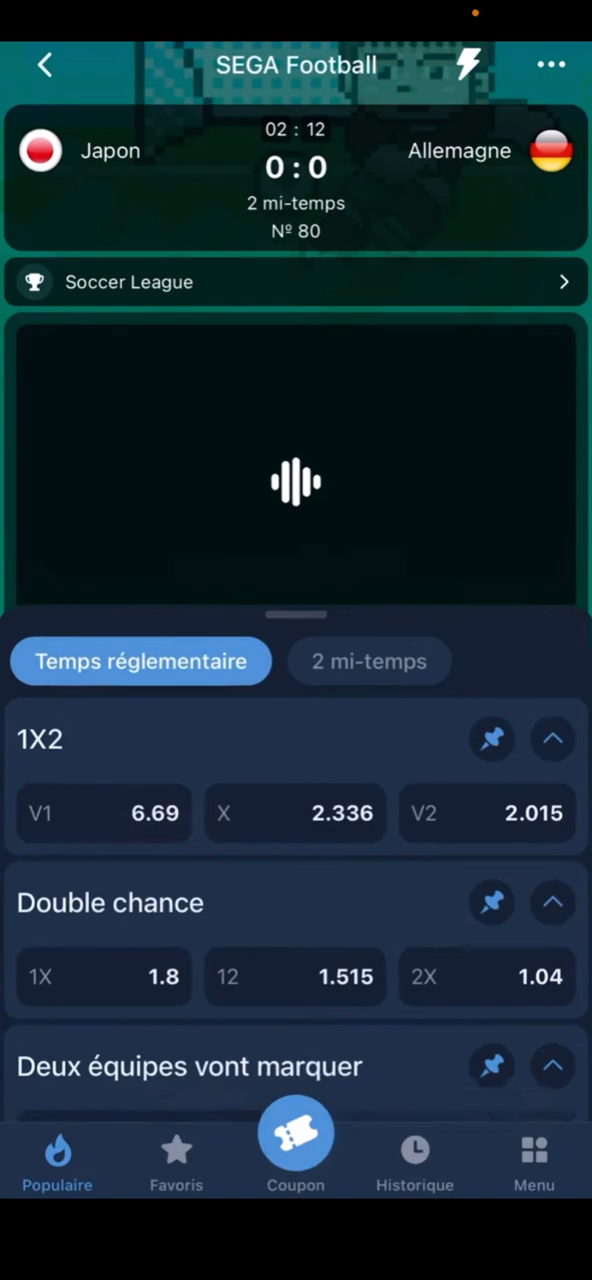 SEGA Football
02 : 12
Japon
0 : 0
Allemagne
2 mi-temps
Nº 80
Soccer League
Temps réglementaire
2 mi-temps
1X2
V1 6.69 X 2.336 V2 2.015
Double chance
1X 1.8 12 1.515 2X 1.04
Deux équipes vont marquer
Populaire Favoris Coupon Historique Menu